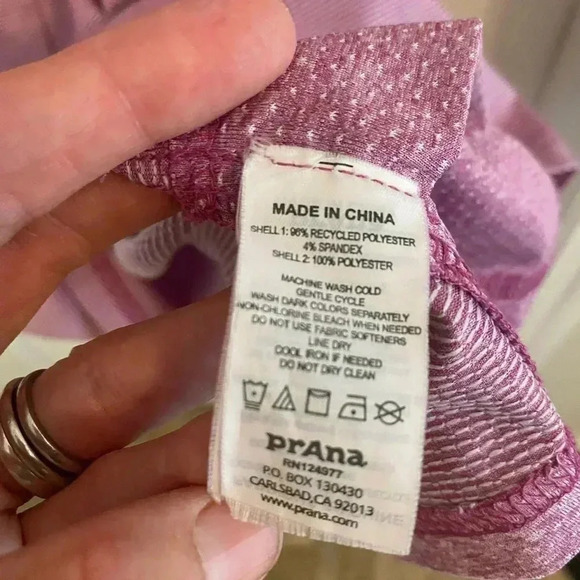 MADE IN CHINA
SHELL 1: 96% RECYCLED POLYESTER
4% SPANDEX
SHELL 2: 100% POLYESTER
MACHINE WASH COLD
GENTLE CYCLE
WASH DARK COLORS SEPARATELY
NON-CHLORINE BLEACH WHEN NEEDED
DO NOT USE FABRIC SOFTENERS
LINE DRY
COOL IRON IF NEEDED
DO NOT DRY CLEAN
prAna
RN124977
P.O. BOX 130430
CARLSBAD, CA 92013
www.prana.com